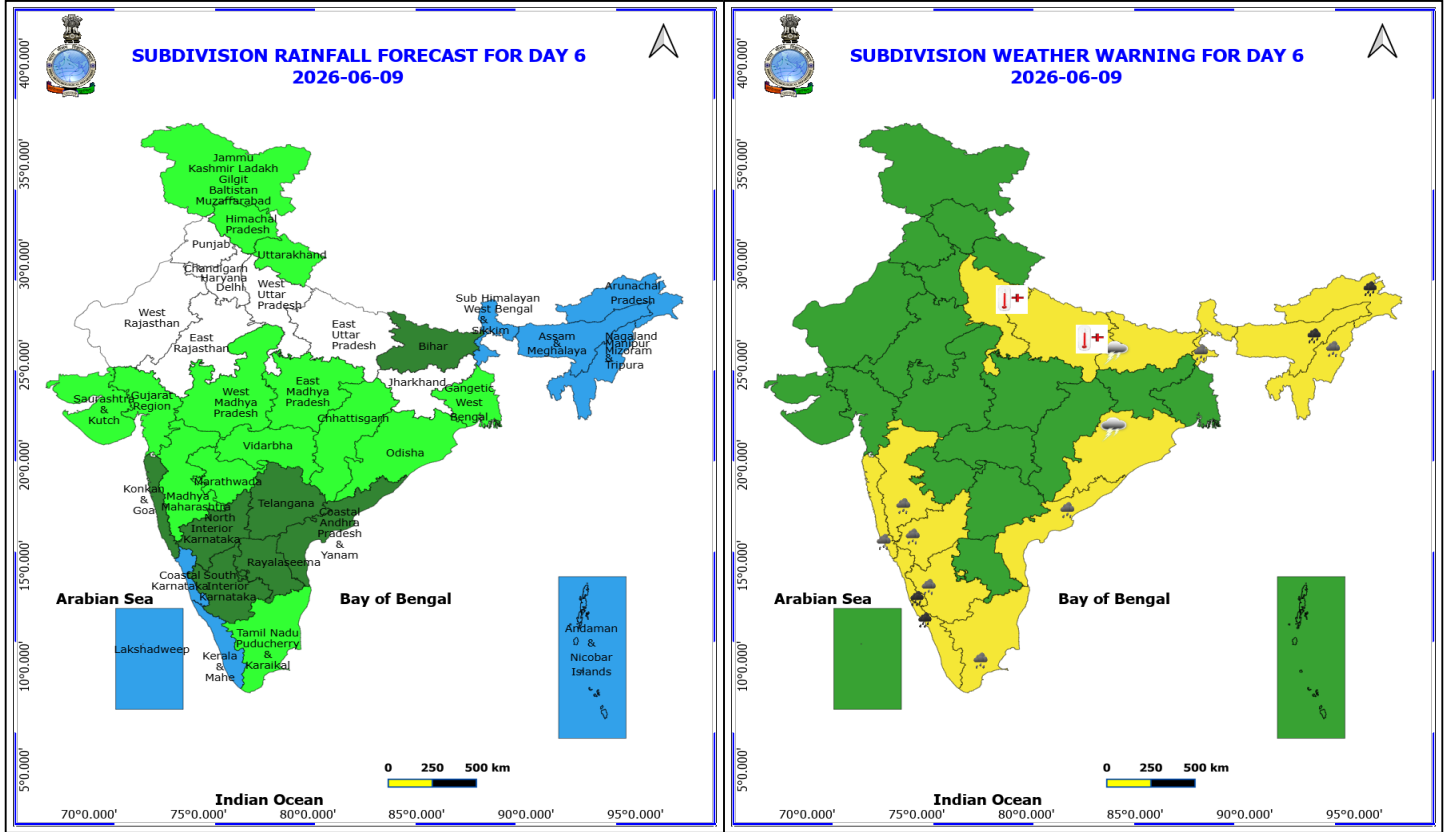 SUBDIVISION RAINFALL FORECAST FOR DAY 6
2026-06-09
40°0.000'
35°0.000'
30°0.000'
25°0.000'
20°0.000'
15°0.000'
10°0.000'
5°0.000'
Jammu
Kashmir Ladakh
Gilgit
Baltistan
Muzaffarabad
Himachal
Pradesh
Punjab
Uttarakhand
Chandigarh
Haryana
Delhi
West
Uttar
Pradesh
West
Rajasthan
East
Rajasthan
East
Uttar
Pradesh
Bihar
Sub Himalayan
West Bengal
&
Sikkim
Arunachal
Pradesh
Assam
&
Meghalaya
Nagaland
Manipur
Mizoram
&
Tripura
Jharkhand
Gangetic
West
Bengal
Saurashtra
&
Kutch
Gujarat
Region
West
Madhya
Pradesh
East
Madhya
Pradesh
Chhattisgarh
Vidarbha
Odisha
Konkan
&
Goa
Madhya
Maharashtra
Marathwada
Telangana
North
Interior
Karnataka
Coastal
Andhra
Pradesh
&
Yanam
Rayalaseema
Coastal
Karnataka
South
Interior
Karnataka
Arabian Sea
Bay of Bengal
Lakshadweep
Kerala
&
Mahe
Tamil Nadu
Puducherry
&
Karaikal
Andaman
&
Nicobar
Islands
0 250 500 km
Indian Ocean
70°0.000' 75°0.000' 80°0.000' 85°0.000' 90°0.000' 95°0.000'
SUBDIVISION WEATHER WARNING FOR DAY 6
2026-06-09
40°0.000'
35°0.000'
30°0.000'
25°0.000'
20°0.000'
15°0.000'
10°0.000'
5°0.000'
Arabian Sea
Bay of Bengal
0 250 500 km
Indian Ocean
70°0.000' 75°0.000' 80°0.000' 85°0.000' 90°0.000' 95°0.000'